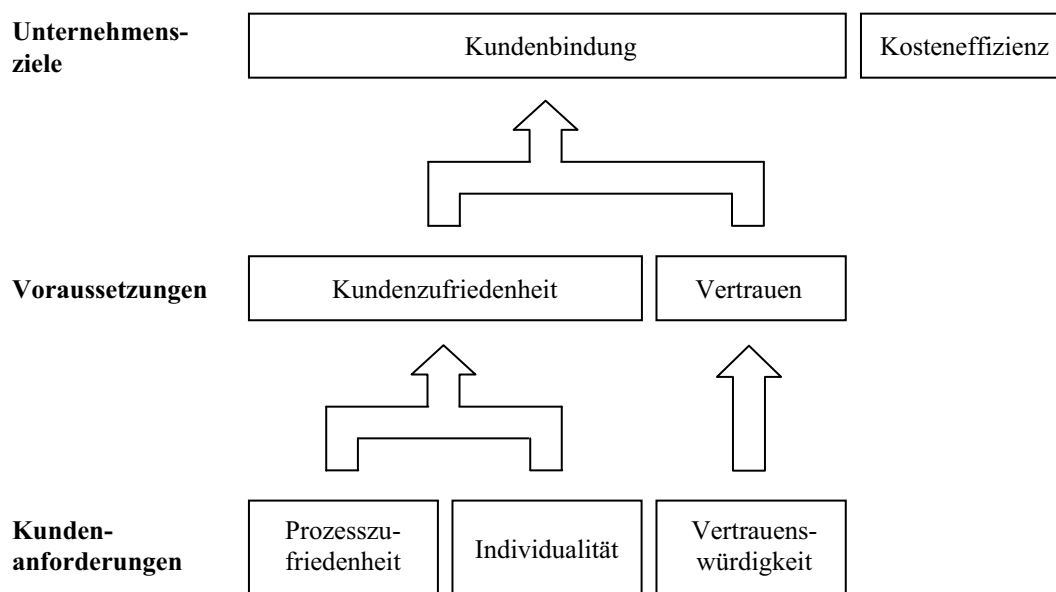 Unternehmens-
ziele
Kundenbindung
Kosteneffizienz
Voraussetzungen
Kundenzufriedenheit
Vertrauen
Kunden-
anforderungen
Prozesszu-
friedenheit
Individualität
Vertrauens-
würdigkeit